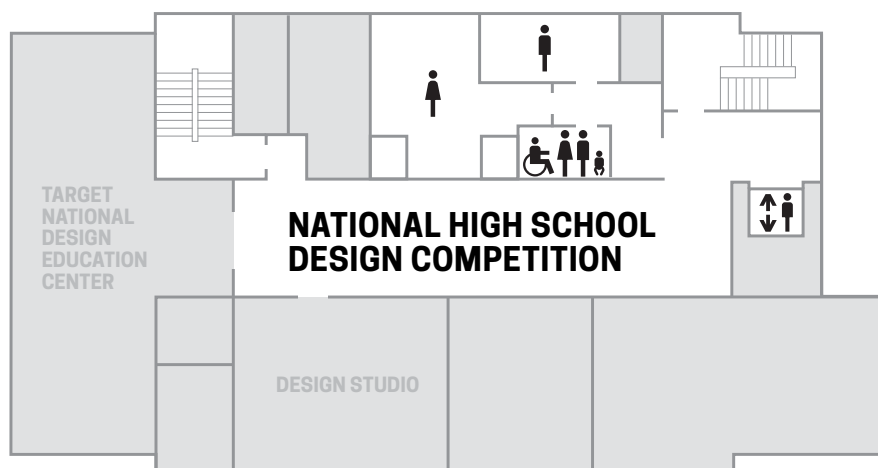 TARGET
NATIONAL
DESIGN
EDUCATION
CENTER
NATIONAL HIGH SCHOOL
DESIGN COMPETITION
DESIGN STUDIO